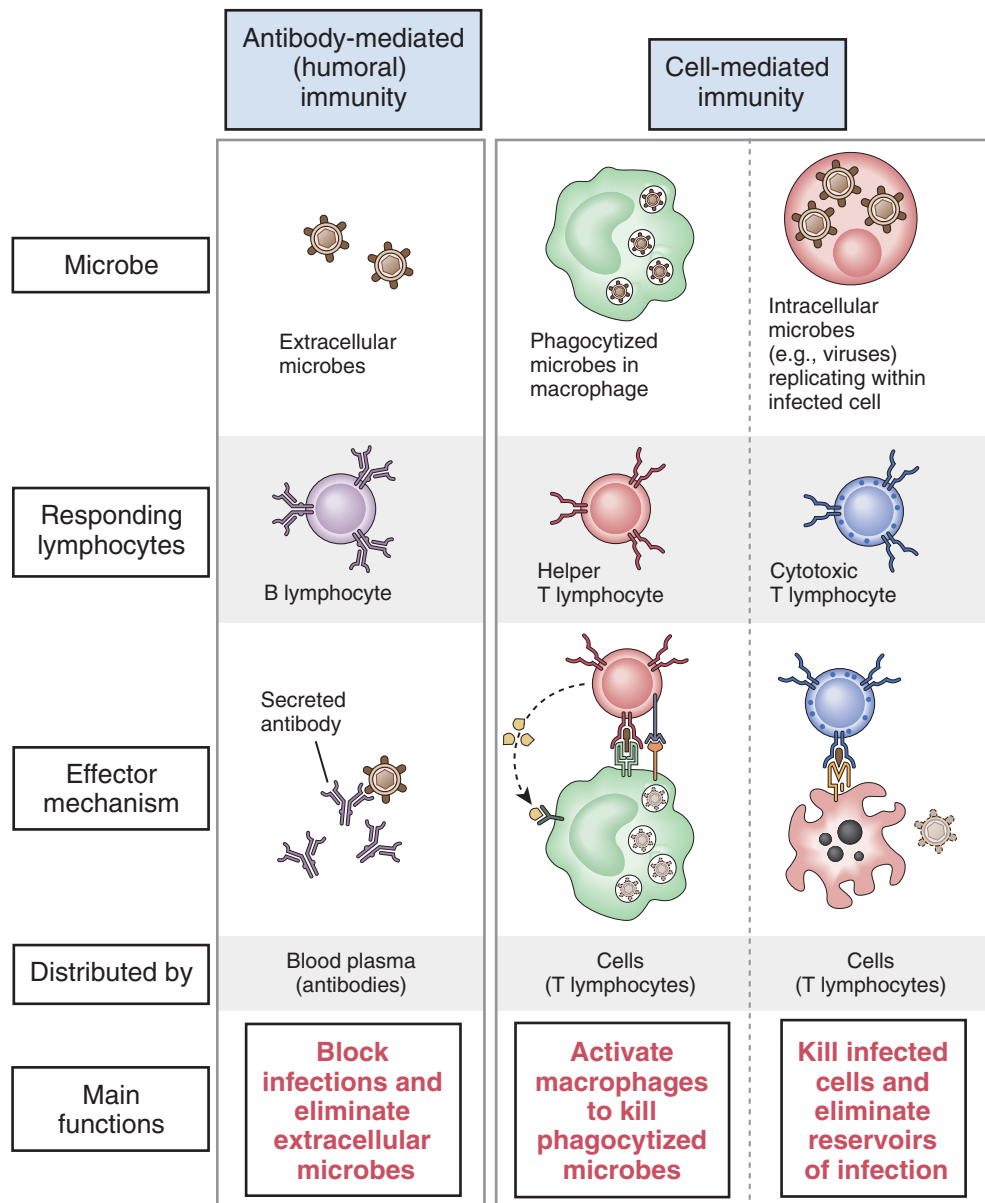 Antibody-mediated
(humoral)
immunity
Cell-mediated
immunity
Microbe
Extracellular
microbes
Phagocytized
microbes in
macrophage
Intracellular
microbes
(e.g., viruses)
replicating within
infected cell
Responding
lymphocytes
B lymphocyte
Helper
T lymphocyte
Cytotoxic
T lymphocyte
Effector
mechanism
Secreted
antibody
Distributed by
Blood plasma
(antibodies)
Cells
(T lymphocytes)
Cells
(T lymphocytes)
Main
functions
Block
infections and
eliminate
extracellular
microbes
Activate
macrophages
to kill
phagocytized
microbes
Kill infected
cells and
eliminate
reservoirs
of infection